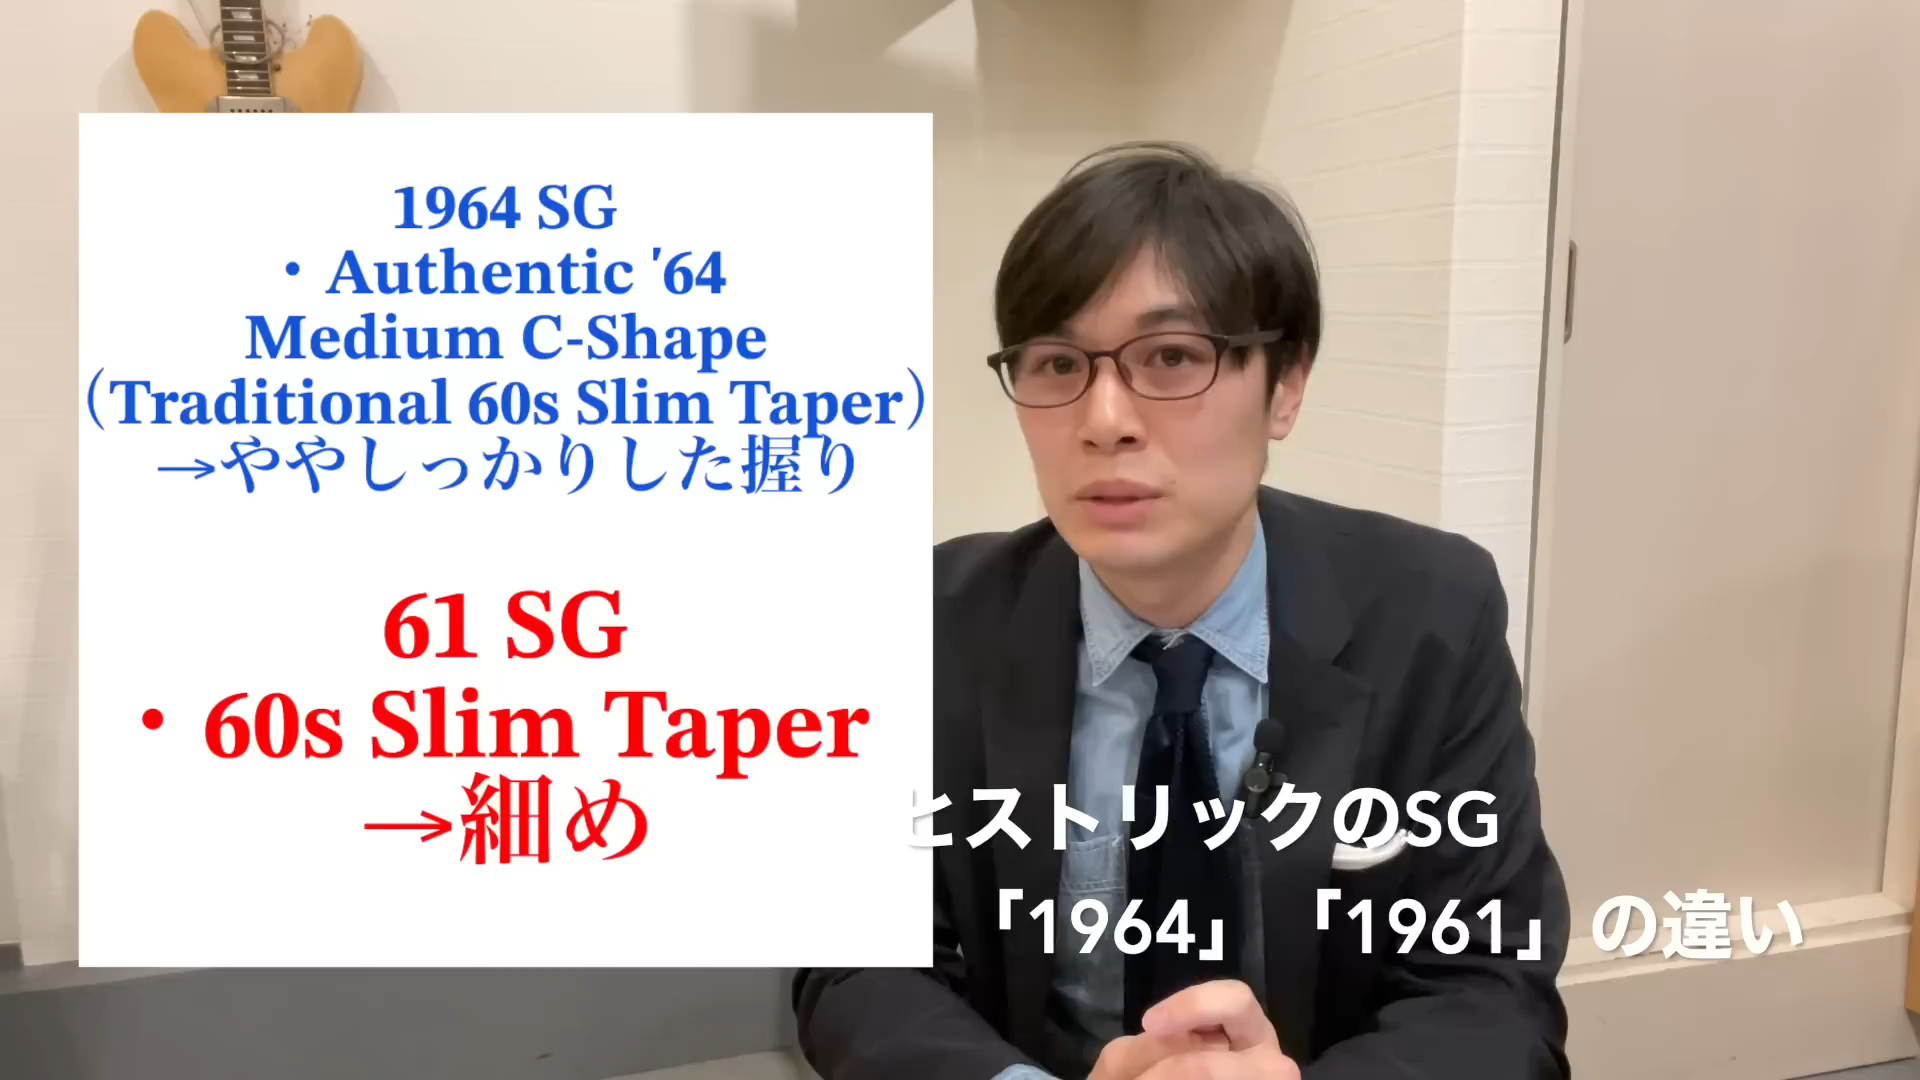 1964 SG
・Authentic '64
Medium C-Shape
（Traditional 60s Slim Taper）
→ややしっかりした握り
61 SG
・60s Slim Taper
→細め
ヒストリックのSG
「1964」「1961」の違い